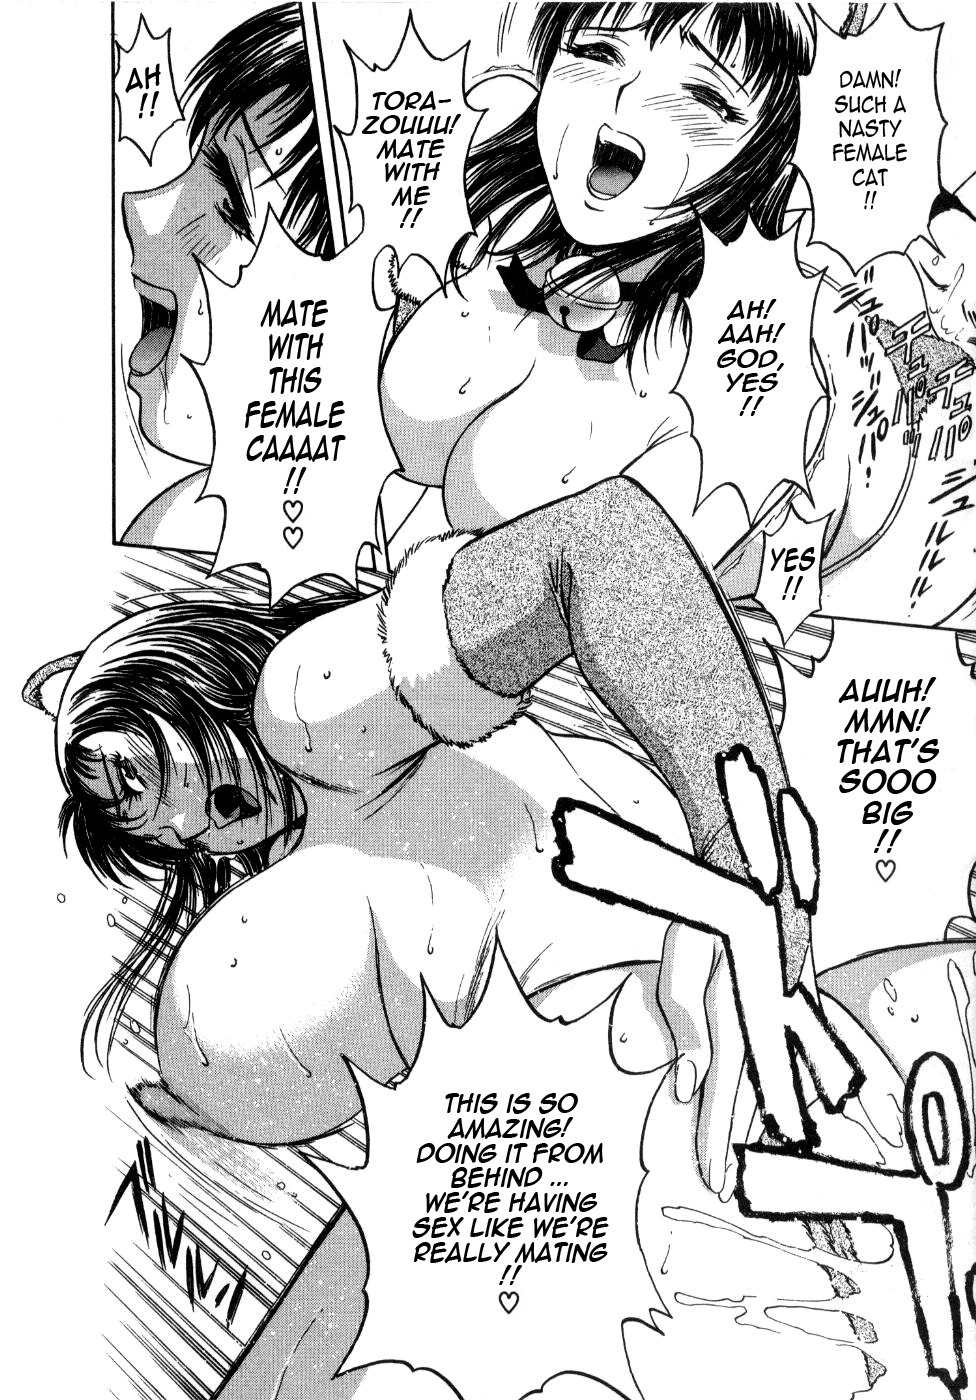 DAMN!
SUCH A
NASTY
FEMALE
CAT
!!
AH!
AAH!
GOD,
YES
!!
YES
!!
TORA-
ZOUUU!
MATE
WITH
ME
!!
AH
!!
MATE
WITH
THIS
FEMALE
CAAAAT
!!
♡
♡
AUUH!
MMN!
THAT'S
SOOO
BIG
!!
♡
THIS IS SO
AMAZING!
DOING IT FROM
BEHIND ...
WE'RE HAVING
SEX LIKE WE'RE
REALLY MATING
!!
♡